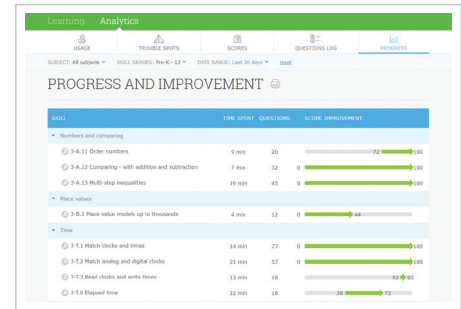 Learning Analytics
USAGE TROUBLE SPOTS SCORES QUESTIONS LOG PROGRESS
SUBJECT: All subjects SKILL GRADES: Pre-K - 12 DATE RANGE: Last 30 days reset
PROGRESS AND IMPROVEMENT
SKILL TIME SPENT QUESTIONS SCORE IMPROVEMENT
Numbers and comparing
3-A.11 Order numbers 9 min 20 72 100
3-A.12 Comparing - with addition and subtraction 7 min 32 0 100
3-A.13 Multi-step inequalities 19 min 45 0 100
Place values
3-B.1 Place value models up to thousands 4 min 12 0 44
Time
3-T.1 Match clocks and times 14 min 77 0 100
3-T.2 Match analog and digital clocks 21 min 57 0 100
3-T.3 Read clocks and write times 13 min 18 92 93
3-T.6 Elapsed time 22 min 18 38 72